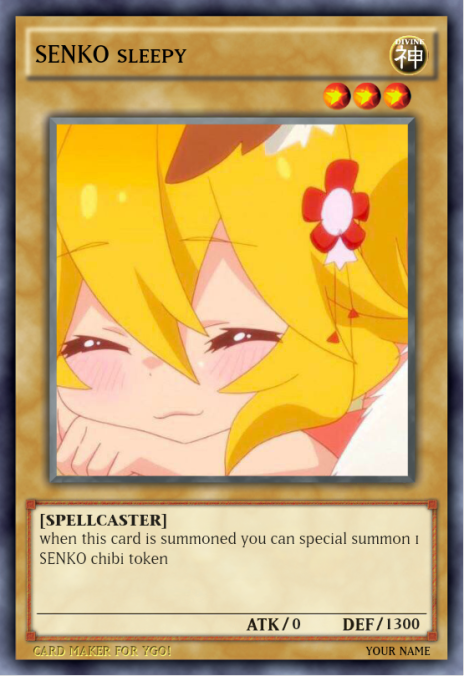 SENKO SLEEPY
DIVINE
神
[SPELLCASTER]
when this card is summoned you can special summon 1
SENKO chibi token
ATK/0 DEF/1300
CARD MAKER FOR YGO! YOUR NAME